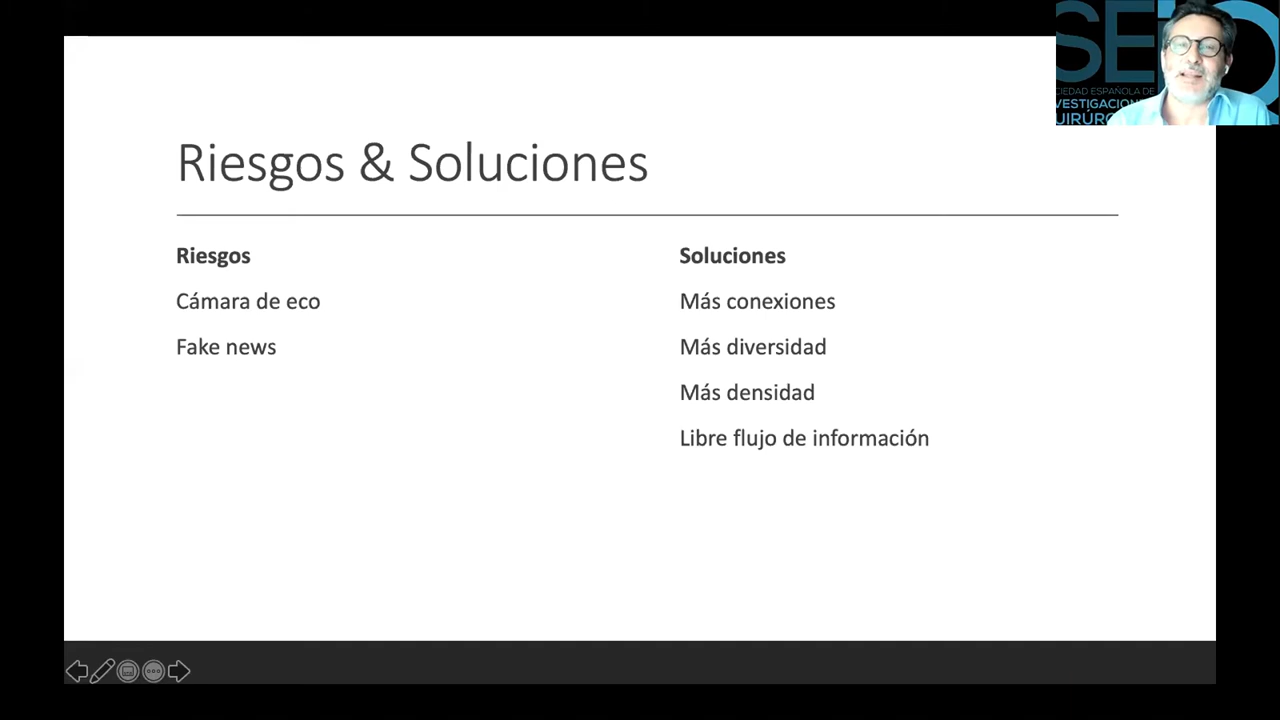 Riesgos & Soluciones
Riesgos
Cámara de eco
Fake news
Soluciones
Más conexiones
Más diversidad
Más densidad
Libre flujo de información
SE
CIEDAD ESPAÑOLA DE
VESTIGACION
UIRÚR